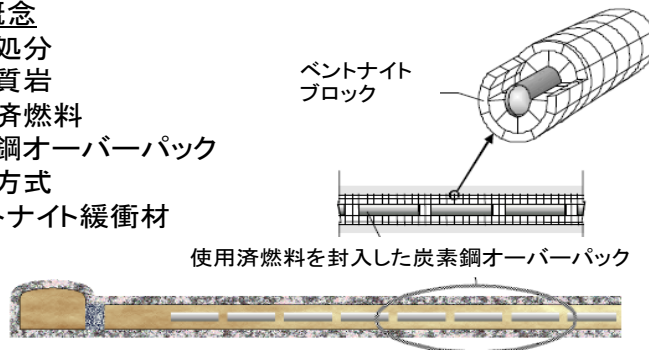 概念
処分
質岩
済燃料
鋼オーバーパック
方式
トナイト緩衝材
ベントナイト
ブロック
使用済燃料を封入した炭素鋼オーバーパック